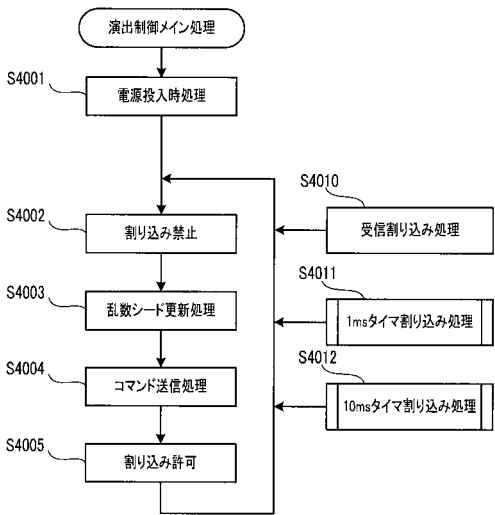 演出制御メイン処理
S4001
電源投入時処理
S4002
割り込み禁止
S4003
乱数シード更新処理
S4004
コマンド送信処理
S4005
割り込み許可
S4010
受信割り込み処理
S4011
1msタイマ割り込み処理
S4012
10msタイマ割り込み処理